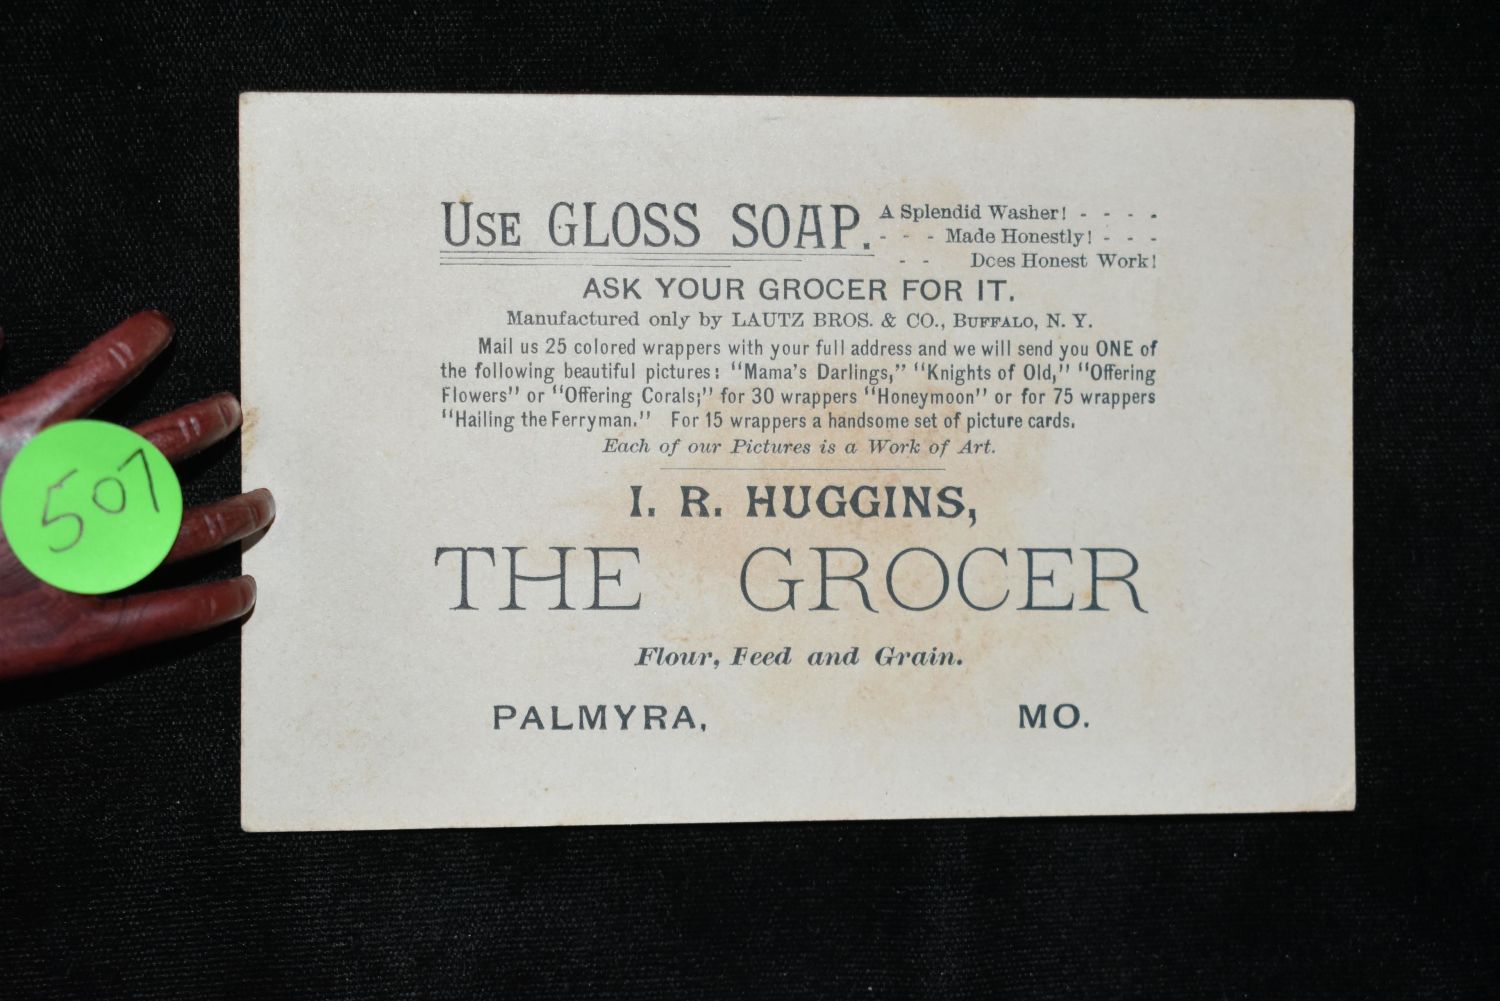 USE GLOSS SOAP.
A Splendid Washer! - - - -
- - - Made Honestly! - - -
- - Dces Honest Work!
ASK YOUR GROCER FOR IT.
Manufactured only by LAUTZ BROS. & CO., BUFFALO, N. Y.
Mail us 25 colored wrappers with your full address and we will send you ONE of
the following beautiful pictures: "Mama's Darlings," "Knights of Old," "Offering
Flowers" or "Offering Corals;" for 30 wrappers "Honeymoon" or for 75 wrappers
"Hailing the Ferryman." For 15 wrappers a handsome set of picture cards.
Each of our Pictures is a Work of Art.
I. R. HUGGINS,
THE GROCER
Flour, Feed and Grain.
PALMYRA, MO.
507